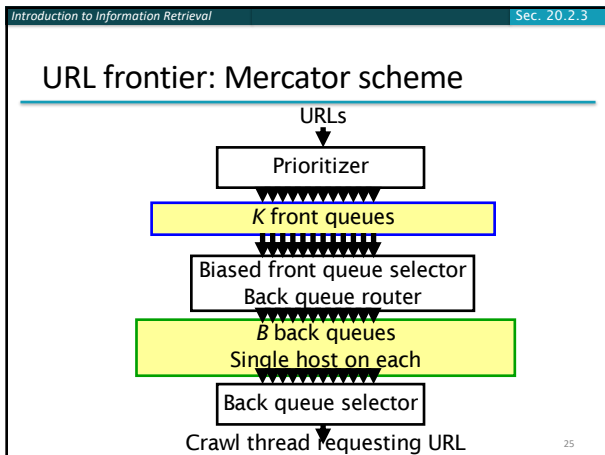 Introduction to Information Retrieval
Sec. 20.2.3
URL frontier: Mercator scheme
URLs
Prioritizer
K front queues
Biased front queue selector
Back queue router
B back queues
Single host on each
Back queue selector
Crawl thread requesting URL
25